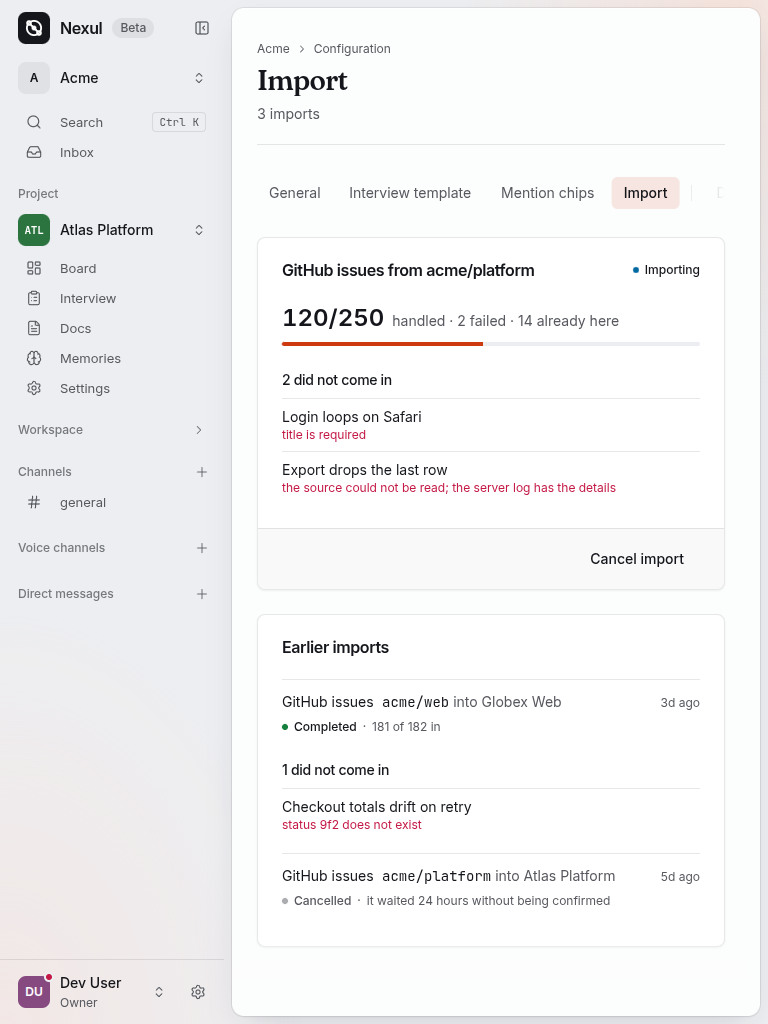 Nexul Beta
A Acme
Search Ctrl K
Inbox
Project
ATL Atlas Platform
Board
Interview
Docs
Memories
Settings
Workspace
Channels
general
Voice channels
Direct messages
DU Dev User
Owner
Acme > Configuration
Import
3 imports
General Interview template Mention chips Import
GitHub issues from acme/platform Importing
120/250 handled · 2 failed · 14 already here
2 did not come in
Login loops on Safari
title is required
Export drops the last row
the source could not be read; the server log has the details
Cancel import
Earlier imports
GitHub issues acme/web into Globex Web 3d ago
Completed · 181 of 182 in
1 did not come in
Checkout totals drift on retry
status 9f2 does not exist
GitHub issues acme/platform into Atlas Platform 5d ago
Cancelled · it waited 24 hours without being confirmed